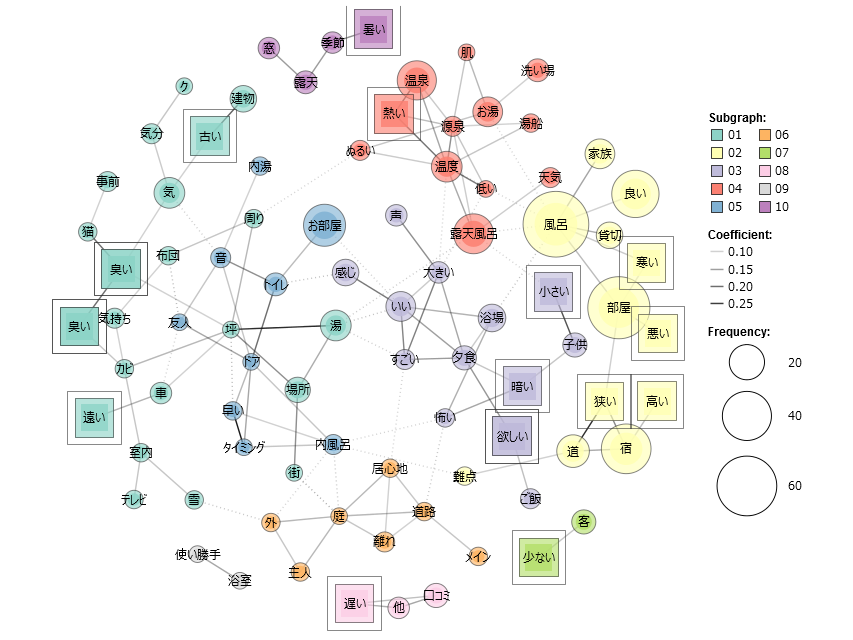 暑い
季節
窓
露天
肌
洗い場
温泉
ク
建物
熱い
お湯
湯船
源泉
古い
気分
ぬるい
家族
温度
内湯
天気
低い
事前
気
良い
声
周り
お部屋
風呂
猫
露天風呂
貸切
布団
音
寒い
臭い
感じ
大きい
トイレ
小さい
いい
部屋
気持ち
友人
湯
浴場
臭い
坪
悪い
子供
すごい
夕食
ドア
カビ
暗い
車
場所
狭い
高い
早い
怖い
遠い
欲しい
タイミング
内風呂
宿
道
室内
居心地
街
難点
テレビ
雪
ご飯
道路
庭
外
客
離れ
使い勝手
メイン
少ない
主人
浴室
口コミ
遅い
他
Subgraph:
01
06
02
07
03
08
04
09
05
10
Coefficient:
0.10
0.15
0.20
0.25
Frequency:
20
40
60